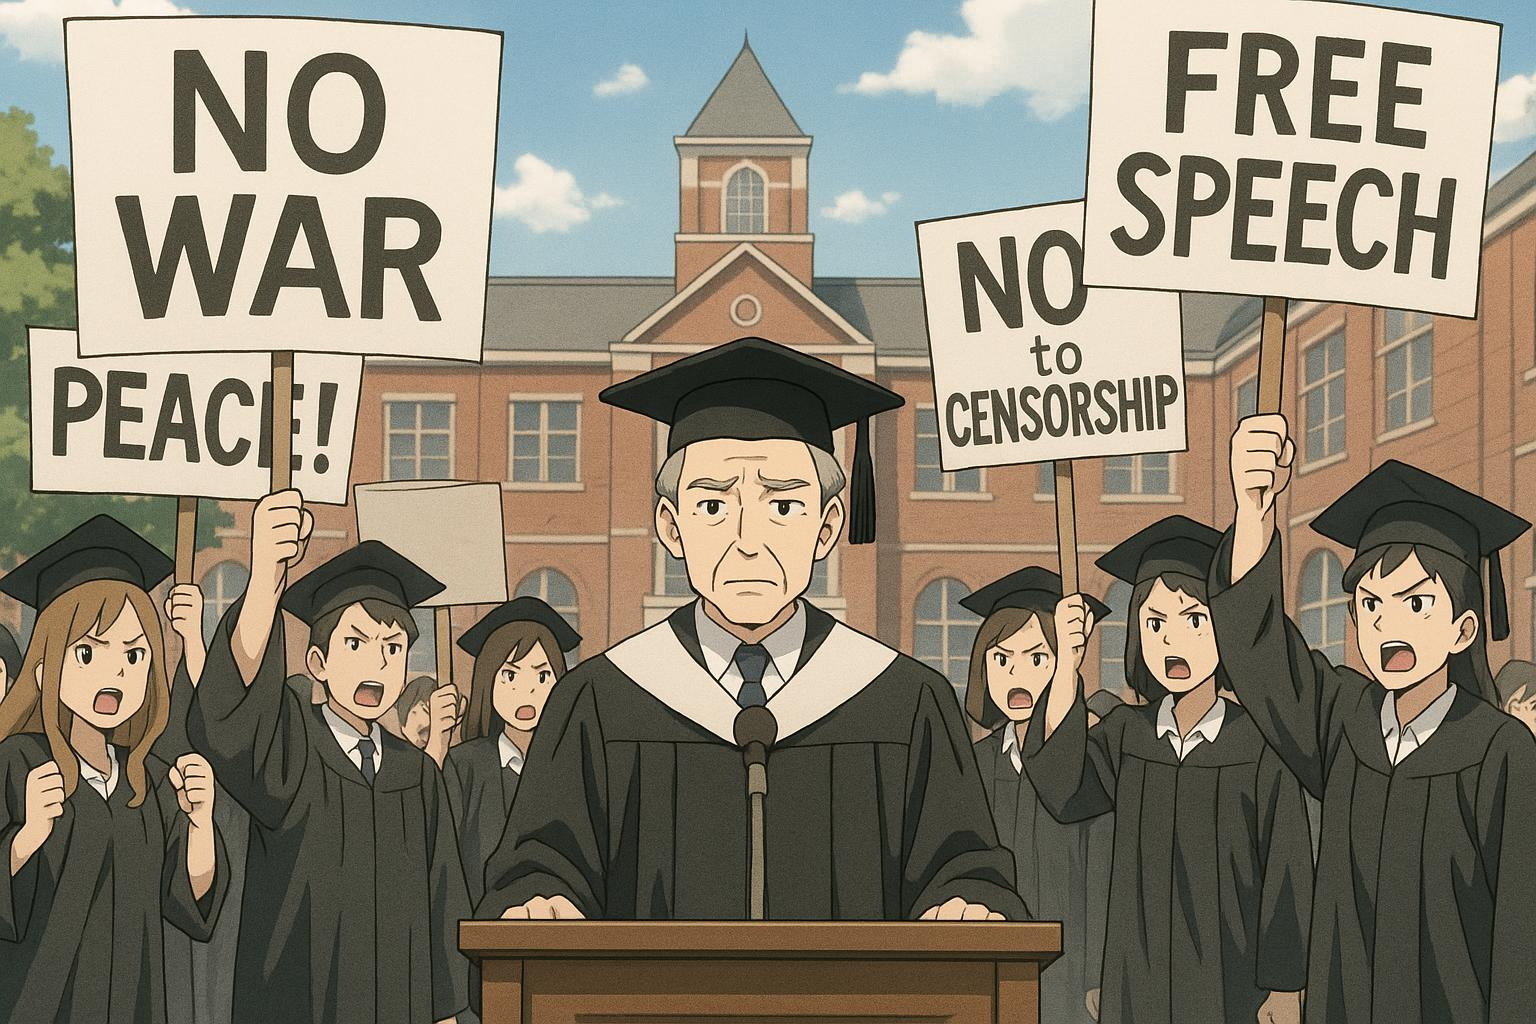 NO
WAR
PEACE!
NO
to
CENSORSHIP
FREE
SPEECH